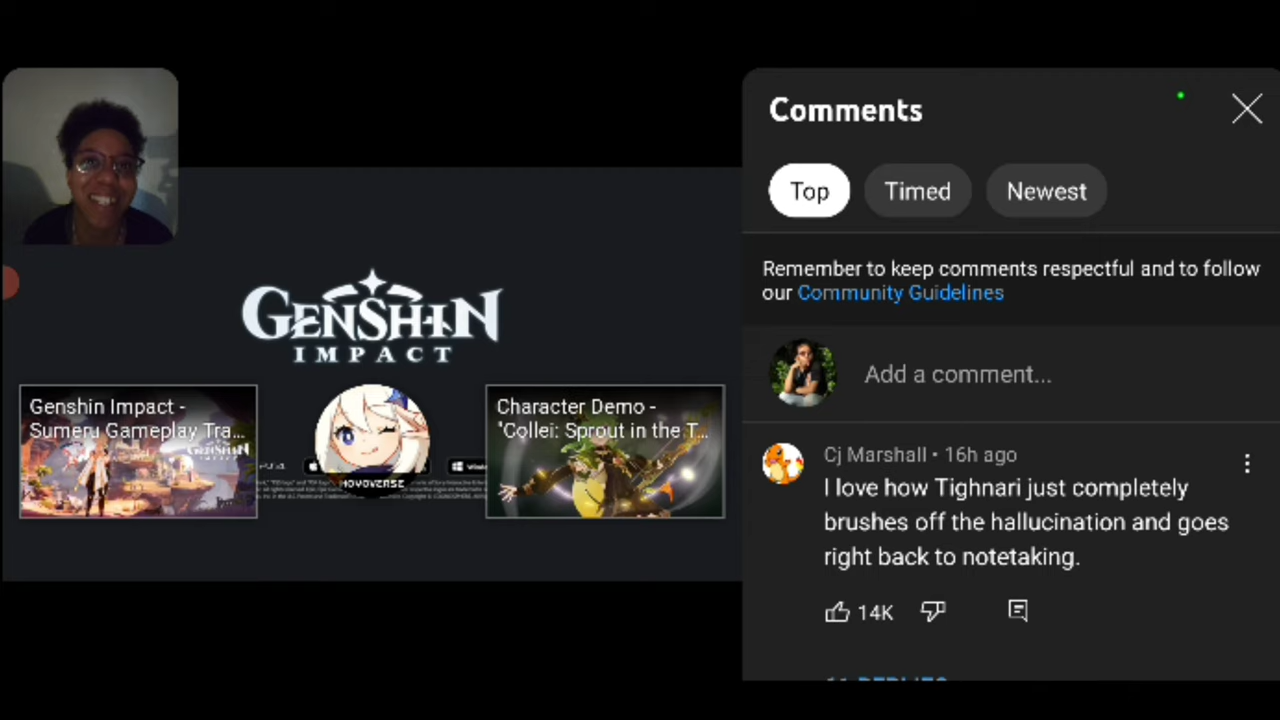 Comments
Top
Timed
Newest
Remember to keep comments respectful and to follow
our Community Guidelines
Add a comment...
Cj Marshall • 16h ago
I love how Tighnari just completely
brushes off the hallucination and goes
right back to notetaking.
14K
GENSHIN
IMPACT
Genshin Impact -
Sumeru Gameplay Tra...
GENSHIN
HOYOVERSE
Character Demo -
"Collei: Sprout in the T...